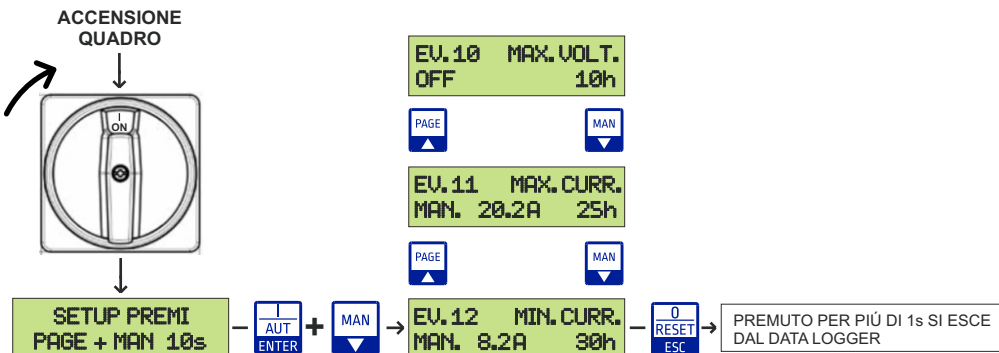 ACCENSIONE
QUADRO
I
ON
SETUP PREMI
PAGE + MAN 10s
I
AUT
ENTER
+
MAN
EV.10 MAX.VOLT.
OFF 10h
PAGE
MAN
EV.11 MAX.CURR.
MAN. 20.2A 25h
PAGE
MAN
EV.12 MIN.CURR.
MAN. 8.2A 30h
0
RESET
ESC
PREMUTO PER PIÚ DI 1s SI ESCE
DAL DATA LOGGER